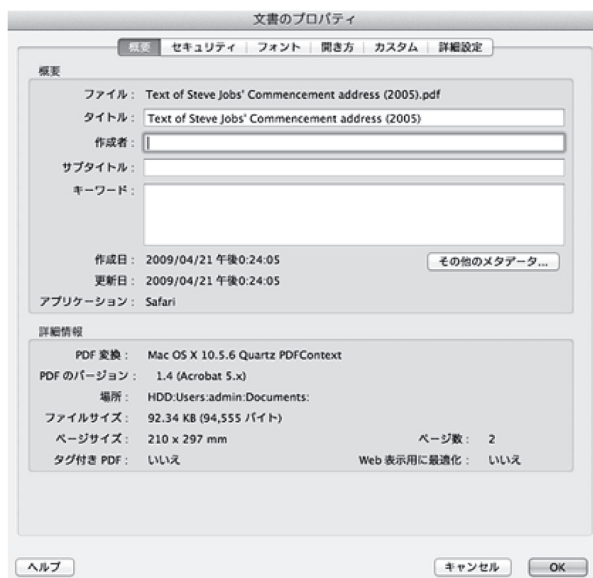 文書のプロパティ
概要 セキュリティ フォント 開き方 カスタム 詳細設定
概要
ファイル： Text of Steve Jobs' Commencement address (2005).pdf
タイトル： Text of Steve Jobs' Commencement address (2005)
作成者：
サブタイトル：
キーワード：
作成日： 2009/04/21 午後0:24:05 その他のメタデータ...
更新日： 2009/04/21 午後0:24:05
アプリケーション： Safari
詳細情報
PDF 変換： Mac OS X 10.5.6 Quartz PDFContext
PDF のバージョン： 1.4 (Acrobat 5.x)
場所： HDD:Users:admin:Documents:
ファイルサイズ： 92.34 KB (94,555 バイト)
ページサイズ： 210 x 297 mm ページ数： 2
タグ付き PDF： いいえ Web 表示用に最適化： いいえ
ヘルプ キャンセル OK